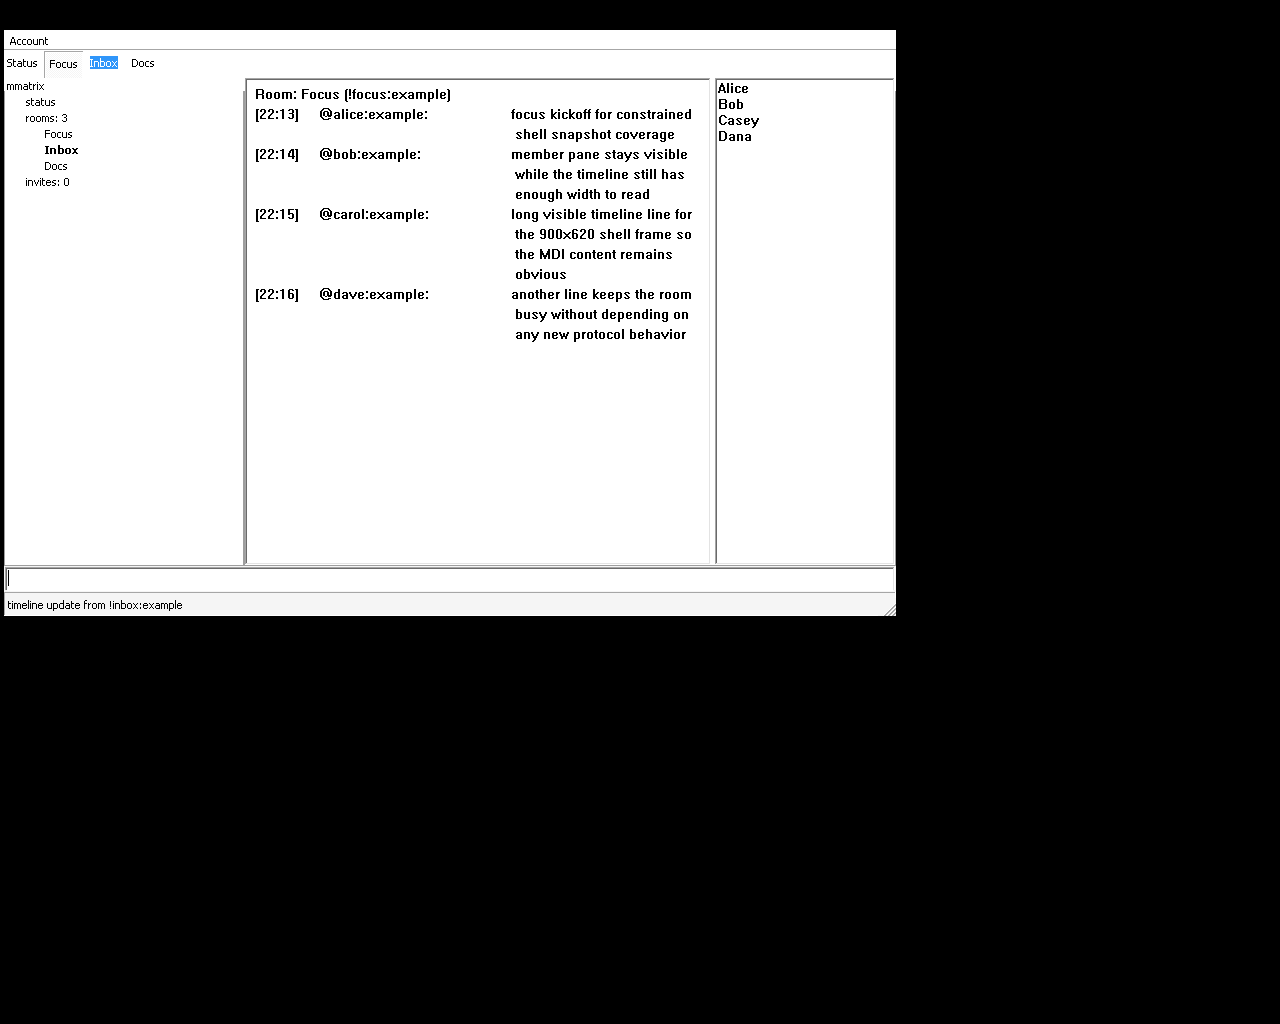 Account
Status Focus Inbox Docs
mmatrix
status
rooms: 3
Focus
Inbox
Docs
invites: 0
Room: Focus (!focus:example)
[22:13] @alice:example: focus kickoff for constrained
shell snapshot coverage
[22:14] @bob:example: member pane stays visible
while the timeline still has
enough width to read
[22:15] @carol:example: long visible timeline line for
the 900x620 shell frame so
the MDI content remains
obvious
[22:16] @dave:example: another line keeps the room
busy without depending on
any new protocol behavior
Alice
Bob
Casey
Dana
timeline update from !inbox:example